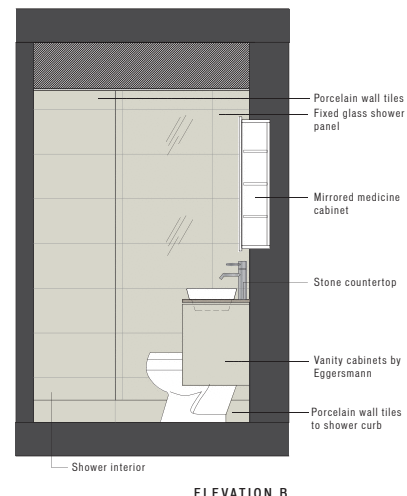 Porcelain wall tiles
Fixed glass shower
panel
Mirrored medicine
cabinet
Stone countertop
Vanity cabinets by
Eggersmann
Porcelain wall tiles
to shower curb
Shower interior
ELEVATION B